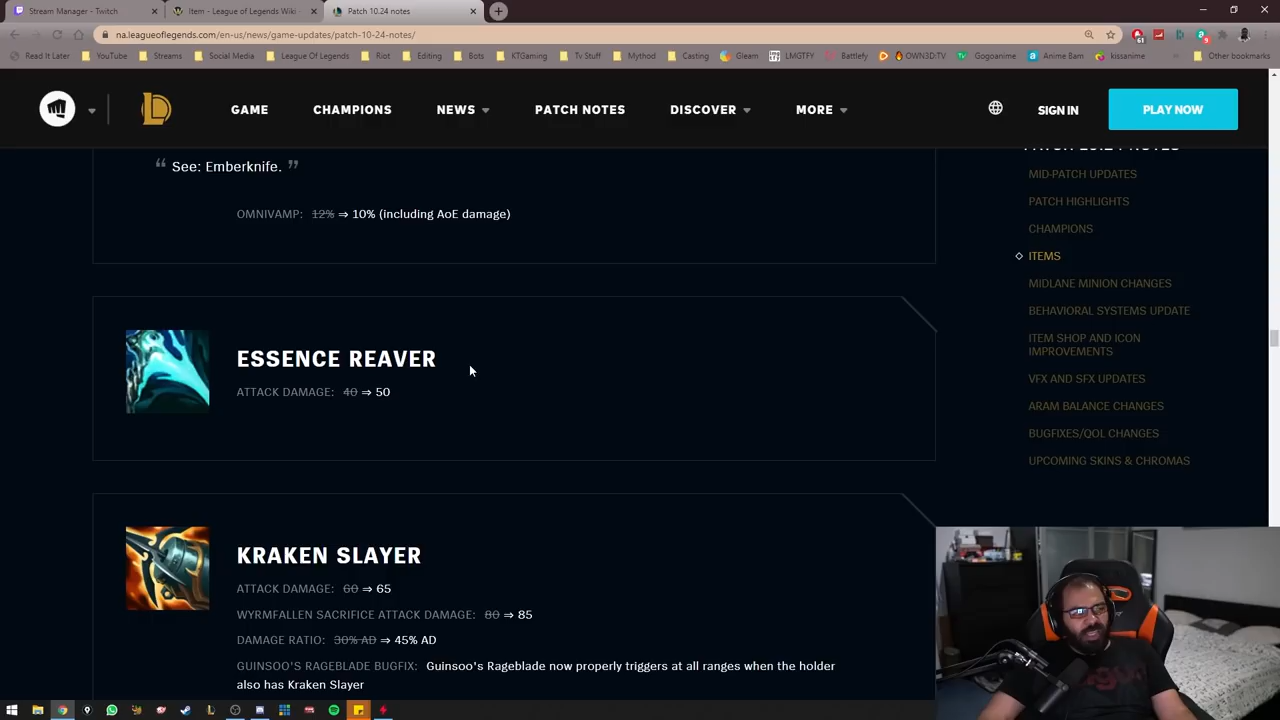 Stream Manager - Twitch
Item - League of Legends Wiki -
Patch 10.24 notes
na.leagueoflegends.com/en-us/news/game-updates/patch-10-24-notes/
Read It Later YouTube Streams Social Media League Of Legends Riot Editing Bots KTGaming Tv Stuff Mythod Casting Gleam LMGTFY Battlefy OWN3D:TV Gogoanime Anime Bam kissanime Other bookmarks
GAME CHAMPIONS NEWS PATCH NOTES DISCOVER MORE SIGN IN PLAY NOW
“ See: Emberknife. ”
OMNIVAMP: 12% ⇒ 10% (including AoE damage)
ESSENCE REAVER
ATTACK DAMAGE: 40 ⇒ 50
KRAKEN SLAYER
ATTACK DAMAGE: 60 ⇒ 65
WYRMFALLEN SACRIFICE ATTACK DAMAGE: 80 ⇒ 85
DAMAGE RATIO: 30% AD ⇒ 45% AD
GUINSOO'S RAGEBLADE BUGFIX: Guinsoo's Rageblade now properly triggers at all ranges when the holder
also has Kraken Slayer
MID-PATCH UPDATES
PATCH HIGHLIGHTS
CHAMPIONS
ITEMS
MIDLANE MINION CHANGES
BEHAVIORAL SYSTEMS UPDATE
ITEM SHOP AND ICON
IMPROVEMENTS
VFX AND SFX UPDATES
ARAM BALANCE CHANGES
BUGFIXES/QOL CHANGES
UPCOMING SKINS & CHROMAS